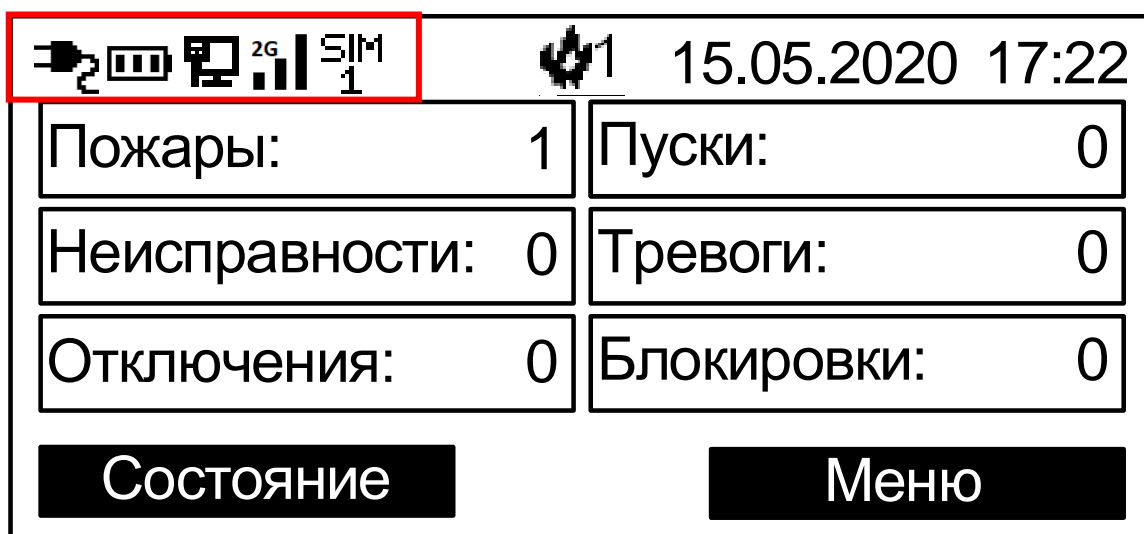 2G SIM 1 1 15.05.2020 17:22
Пожары: 1 Пуски: 0
Неисправности: 0 Тревоги: 0
Отключения: 0 Блокировки: 0
Состояние Меню